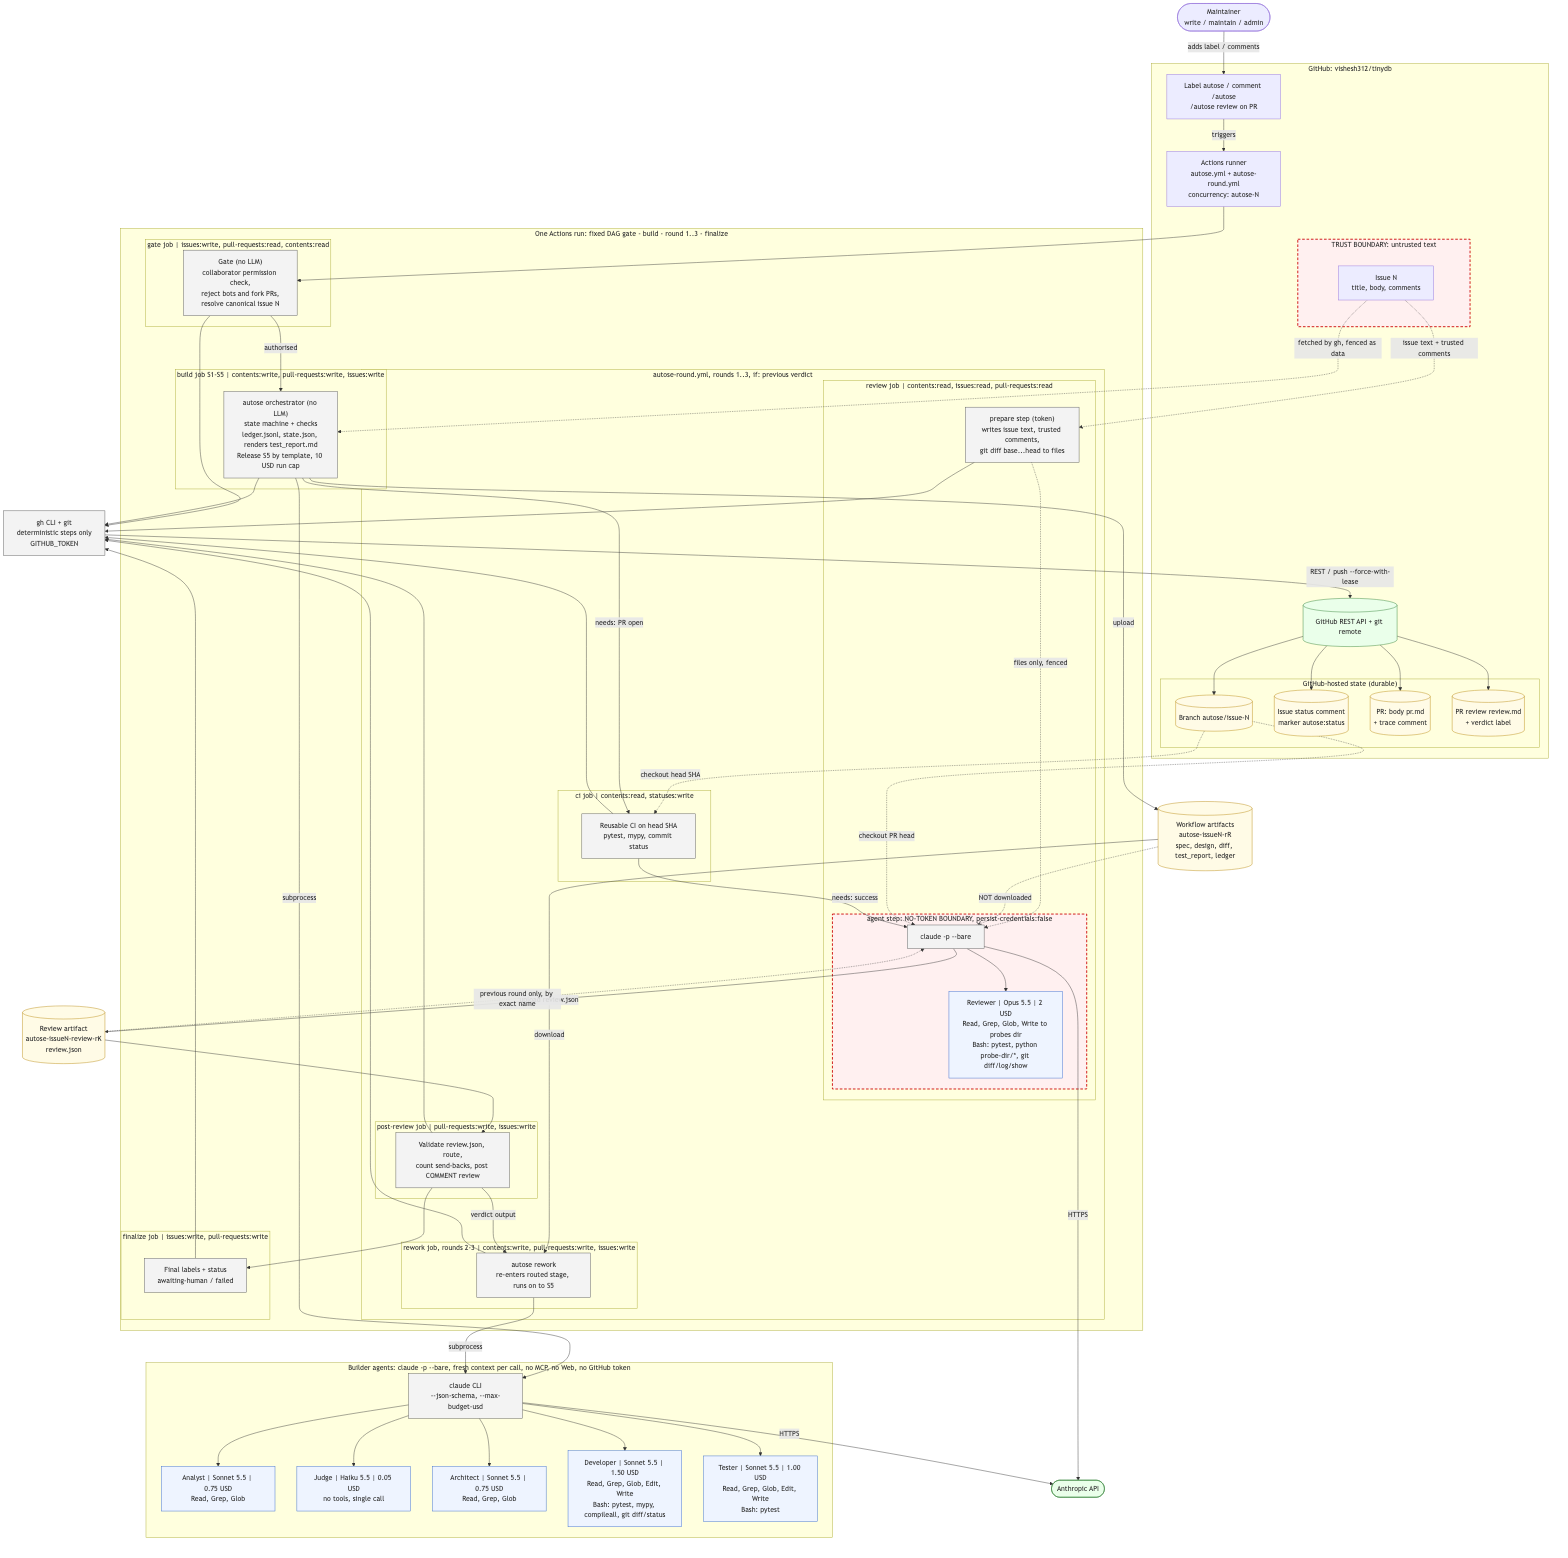 Maintainer
write / maintain / admin
adds label / comments
GitHub: vishesh312/tinydb
Label autose / comment
/autose
/autose review on PR
triggers
Actions runner
autose.yml + autose-
round.yml
concurrency: autose-N
One Actions run: fixed DAG gate - build - round 1..3 - finalize
gate job | issues:write, pull-requests:read, contents:read
Gate (no LLM)
collaborator permission
check,
reject bots and fork PRs,
resolve canonical issue N
TRUST BOUNDARY: untrusted text
Issue N
title, body, comments
authorised
fetched by gh, fenced as
data
issue text + trusted
comments
build job S1-S5 | contents:write, pull-requests:write, issues:write
autose-round.yml, rounds 1..3, if: previous verdict
review job | contents:read, issues:read, pull-requests:read
autose orchestrator (no
LLM)
state machine + checks
ledger.jsonl, state.json,
renders test_report.md
Release S5 by template, 10
USD run cap
prepare step (token)
writes issue text, trusted
comments,
git diff base...head to files
gh CLI + git
deterministic steps only
GITHUB_TOKEN
REST / push --force-with-
lease
GitHub REST API + git
remote
needs: PR open
upload
files only, fenced
GitHub-hosted state (durable)
Branch autose/issue-N
Issue status comment
marker autose:status
PR: body pr.md
+ trace comment
PR review review.md
+ verdict label
checkout head SHA
ci job | contents:read, statuses:write
Reusable CI on head SHA
pytest, mypy, commit
status
checkout PR head
Workflow artifacts
autose-issueN-rR
spec, design, diff,
test_report, ledger
subprocess
needs: success
NOT downloaded
agent step: NO-TOKEN BOUNDARY, persist-credentials:false
claude -p --bare
previous round only, by
exact name
.json
Reviewer | Opus 5.5 | 2
USD
Read, Grep, Glob, Write to
probes dir
Bash: pytest, python
probe-dir/*, git
diff/log/show
Review artifact
autose-issueN-review-rK
review.json
download
post-review job | pull-requests:write, issues:write
Validate review.json,
route,
count send-backs, post
COMMENT review
verdict output
HTTPS
finalize job | issues:write, pull-requests:write
Final labels + status
awaiting-human / failed
rework job, rounds 2-3 | contents:write, pull-requests:write, issues:write
autose rework
re-enters routed stage,
runs on to S5
subprocess
Builder agents: claude -p --bare, fresh context per call, no MCP, no Web, no GitHub token
claude CLI
--json-schema, --max-
budget-usd
HTTPS
Analyst | Sonnet 5.5 |
0.75 USD
Read, Grep, Glob
Judge | Haiku 5.5 | 0.05
USD
no tools, single call
Architect | Sonnet 5.5 |
0.75 USD
Read, Grep, Glob
Developer | Sonnet 5.5 |
1.50 USD
Read, Grep, Glob, Edit,
Write
Bash: pytest, mypy,
compileall, git diff/status
Tester | Sonnet 5.5 | 1.00
USD
Read, Grep, Glob, Edit,
Write
Bash: pytest
Anthropic API